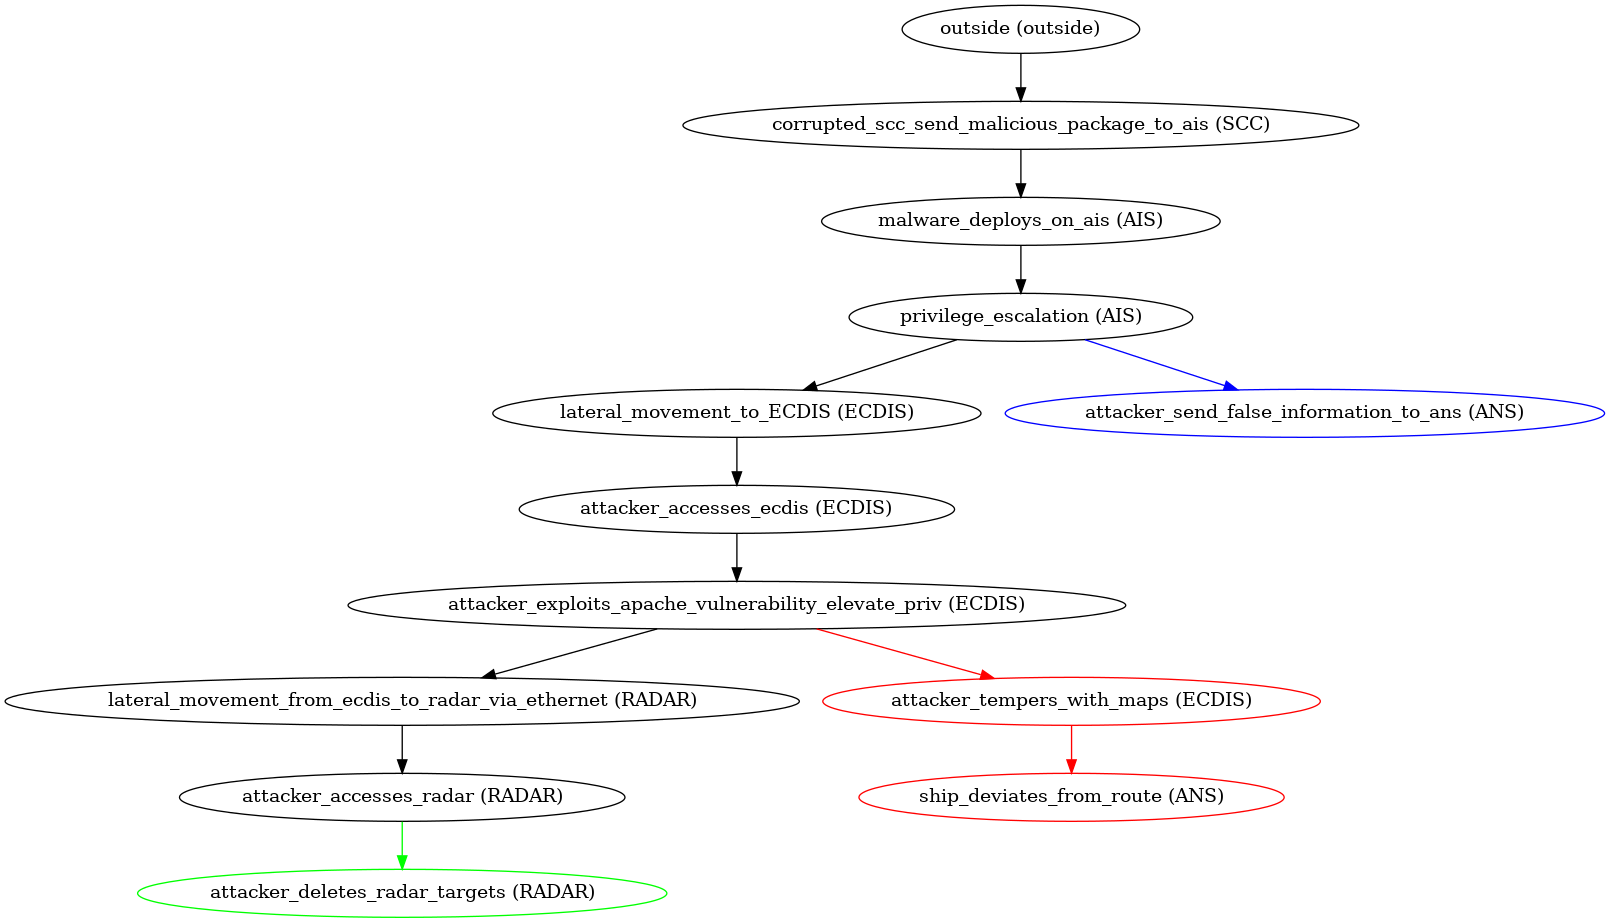 outside (outside)
corrupted_scc_send_malicious_package_to_ais (SCC)
malware_deploys_on_ais (AIS)
privilege_escalation (AIS)
lateral_movement_to_ECDIS (ECDIS)
attacker_send_false_information_to_ans (ANS)
attacker_accesses_ecdis (ECDIS)
attacker_exploits_apache_vulnerability_elevate_priv (ECDIS)
lateral_movement_from_ecdis_to_radar_via_ethernet (RADAR)
attacker_tempers_with_maps (ECDIS)
attacker_accesses_radar (RADAR)
ship_deviates_from_route (ANS)
attacker_deletes_radar_targets (RADAR)